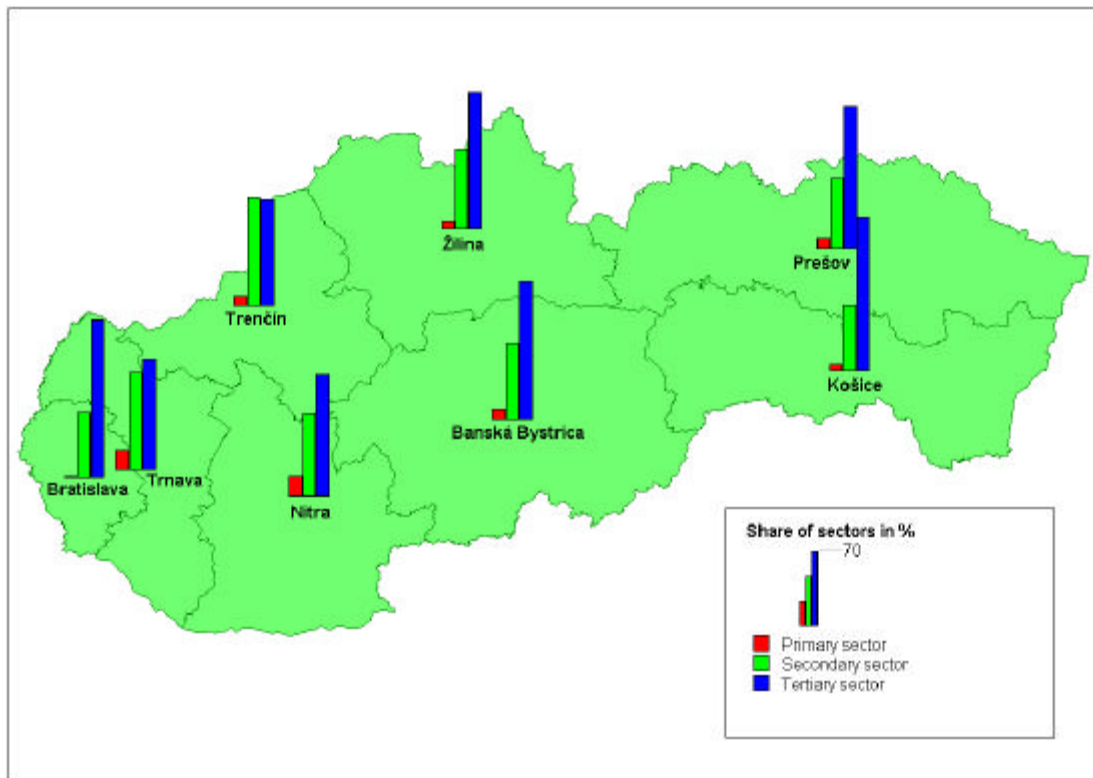 Žilina
Prešov
Trenčín
Košice
Banská Bystrica
Trnava
Bratislava
Nitra
Share of sectors in %
70
Primary sector
Secondary sector
Tertiary sector